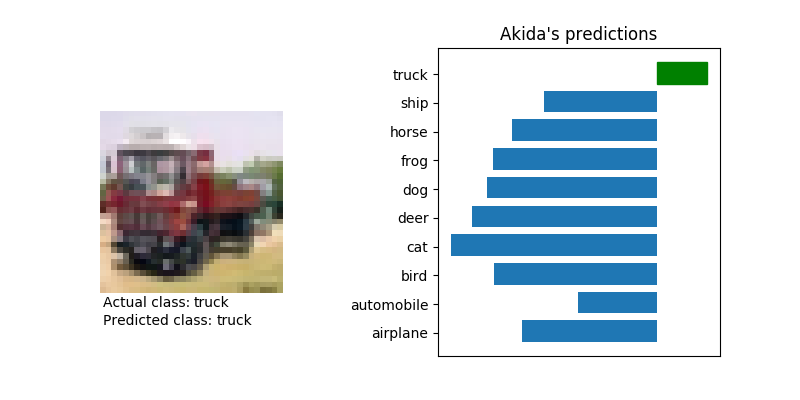 Akida's predictions
truck
ship
horse
frog
dog
deer
cat
bird
automobile
airplane
Actual class: truck
Predicted class: truck